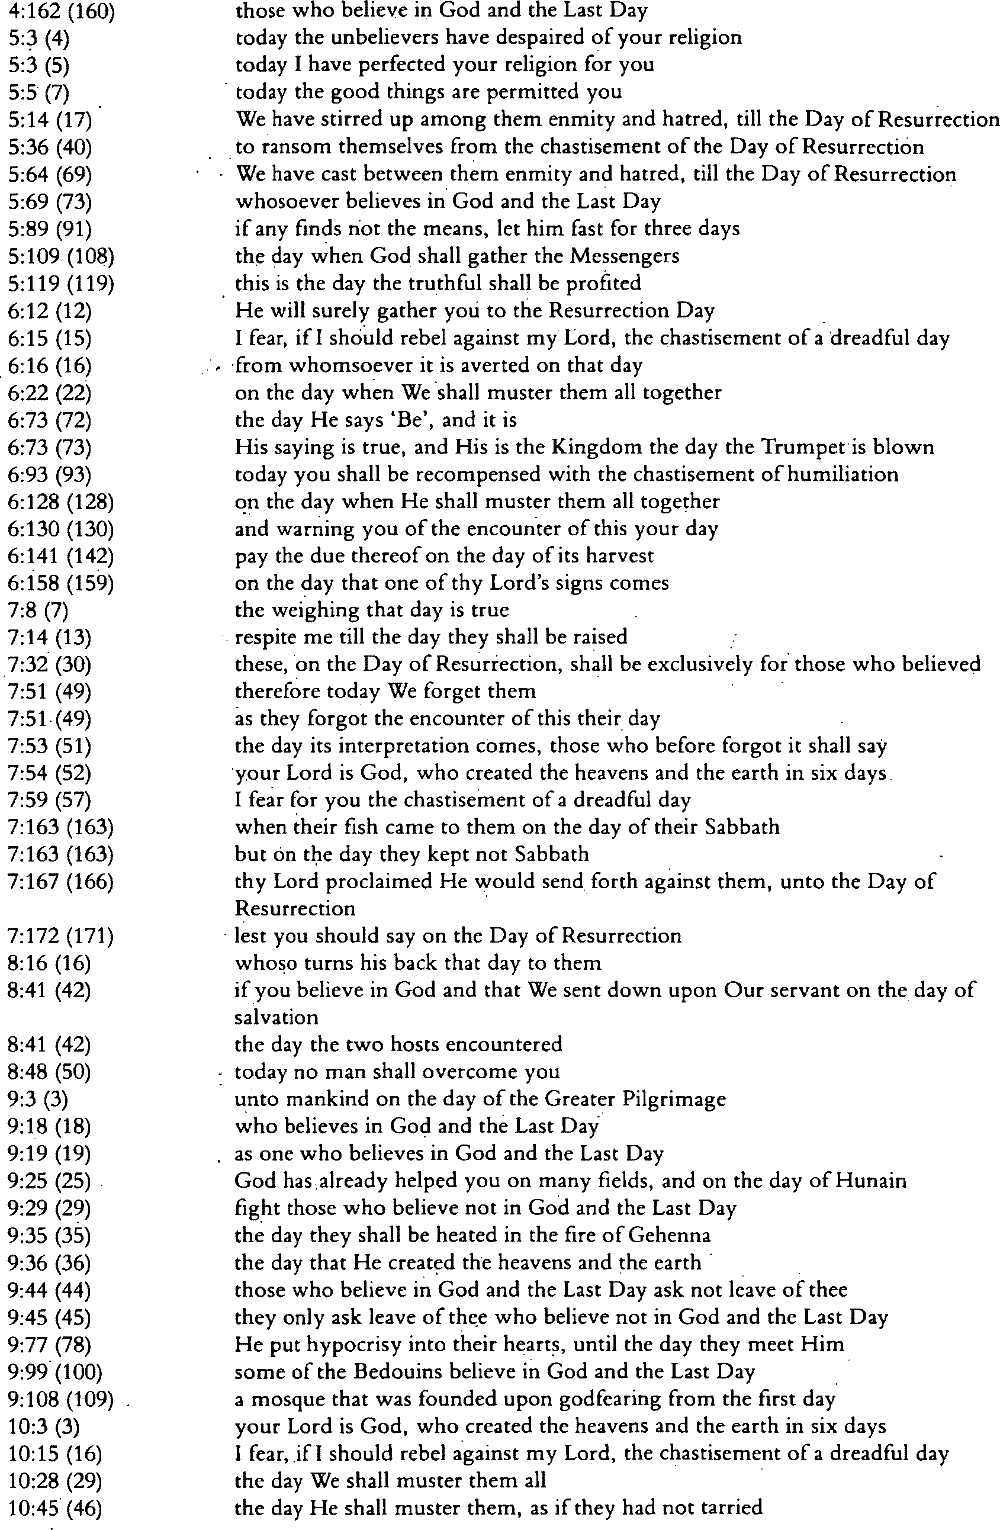 4:162 (160) those who believe in God and the Last Day
5:3 (4) today the unbelievers have despaired of your religion
5:3 (5) today I have perfected your religion for you
5:5 (7) today the good things are permitted you
5:14 (17) We have stirred up among them enmity and hatred, till the Day of Resurrection
5:36 (40) to ransom themselves from the chastisement of the Day of Resurrection
5:64 (69) We have cast between them enmity and hatred, till the Day of Resurrection
5:69 (73) whosoever believes in God and the Last Day
5:89 (91) if any finds not the means, let him fast for three days
5:109 (108) the day when God shall gather the Messengers
5:119 (119) this is the day the truthful shall be profited
6:12 (12) He will surely gather you to the Resurrection Day
6:15 (15) I fear, if I should rebel against my Lord, the chastisement of a dreadful day
6:16 (16) from whomsoever it is averted on that day
6:22 (22) on the day when We shall muster them all together
6:73 (72) the day He says 'Be', and it is
6:73 (73) His saying is true, and His is the Kingdom the day the Trumpet is blown
6:93 (93) today you shall be recompensed with the chastisement of humiliation
6:128 (128) on the day when He shall muster them all together
6:130 (130) and warning you of the encounter of this your day
6:141 (142) pay the due thereof on the day of its harvest
6:158 (159) on the day that one of thy Lord's signs comes
7:8 (7) the weighing that day is true
7:14 (13) respite me till the day they shall be raised
7:32 (30) these, on the Day of Resurrection, shall be exclusively for those who believed
7:51 (49) therefore today We forget them
7:51 (49) as they forgot the encounter of this their day
7:53 (51) the day its interpretation comes, those who before forgot it shall say
7:54 (52) your Lord is God, who created the heavens and the earth in six days
7:59 (57) I fear for you the chastisement of a dreadful day
7:163 (163) when their fish came to them on the day of their Sabbath
7:163 (163) but on the day they kept not Sabbath
7:167 (166) thy Lord proclaimed He would send forth against them, unto the Day of
Resurrection
7:172 (171) lest you should say on the Day of Resurrection
8:16 (16) whoso turns his back that day to them
8:41 (42) if you believe in God and that We sent down upon Our servant on the day of
salvation
8:41 (42) the day the two hosts encountered
8:48 (50) today no man shall overcome you
9:3 (3) unto mankind on the day of the Greater Pilgrimage
9:18 (18) who believes in God and the Last Day
9:19 (19) as one who believes in God and the Last Day
9:25 (25) God has already helped you on many fields, and on the day of Hunain
9:29 (29) fight those who believe not in God and the Last Day
9:35 (35) the day they shall be heated in the fire of Gehenna
9:36 (36) the day that He created the heavens and the earth
9:44 (44) those who believe in God and the Last Day ask not leave of thee
9:45 (45) they only ask leave of thee who believe not in God and the Last Day
9:77 (78) He put hypocrisy into their hearts, until the day they meet Him
9:99 (100) some of the Bedouins believe in God and the Last Day
9:108 (109) a mosque that was founded upon godfearing from the first day
10:3 (3) your Lord is God, who created the heavens and the earth in six days
10:15 (16) I fear, if I should rebel against my Lord, the chastisement of a dreadful day
10:28 (29) the day We shall muster them all
10:45 (46) the day He shall muster them, as if they had not tarried